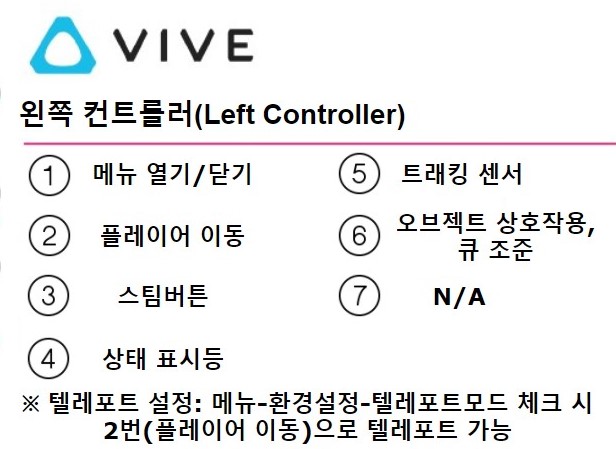 VIVE
왼쪽 컨트롤러(Left Controller)
1 메뉴 열기/닫기
5 트래킹 센서
2 플레이어 이동
6 오브젝트 상호작용,
큐 조준
3 스팀버튼
7 N/A
4 상태 표시등
※ 텔레포트 설정: 메뉴-환경설정-텔레포트모드 체크 시
2번(플레이어 이동)으로 텔레포트 가능